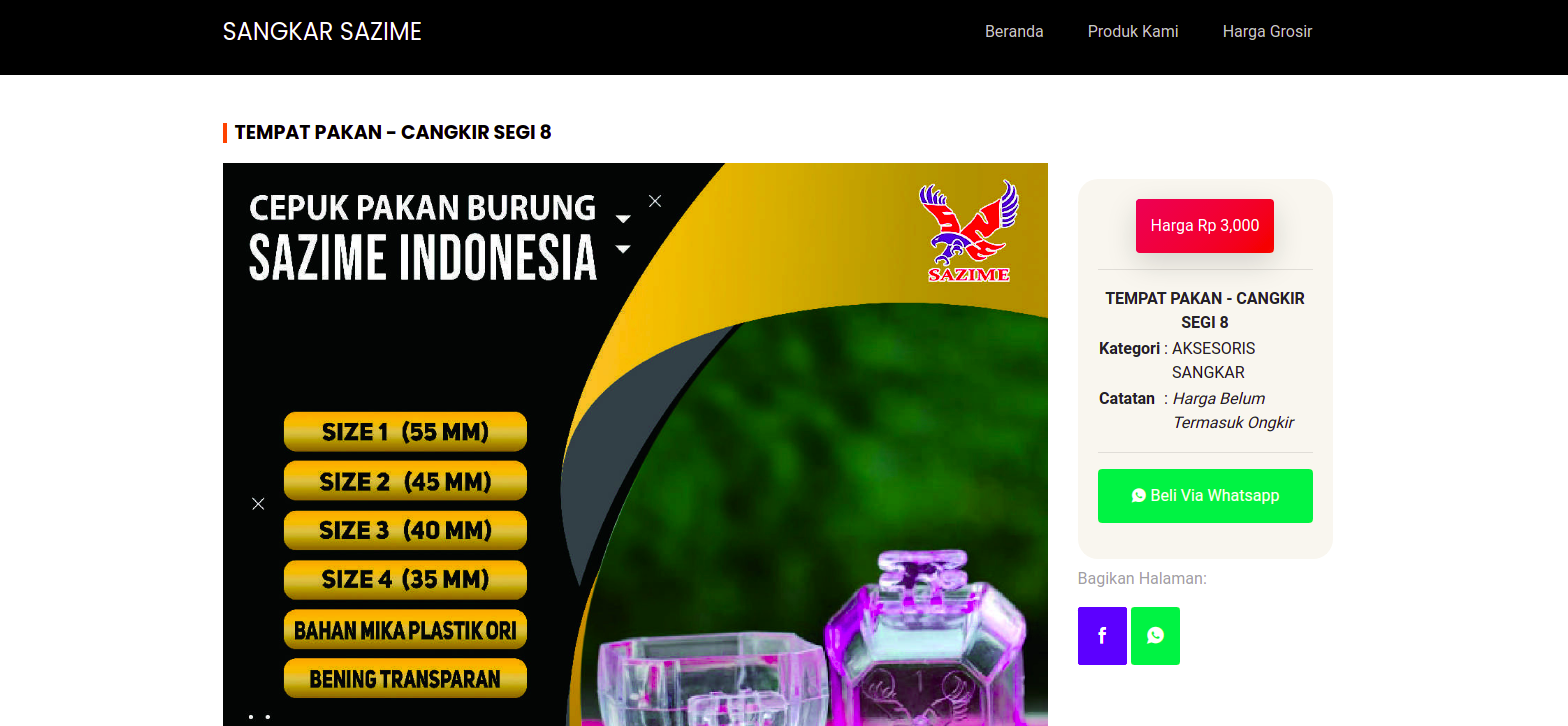 SANGKAR SAZIME
Beranda
Produk Kami
Harga Grosir
TEMPAT PAKAN - CANGKIR SEGI 8
CEPUK PAKAN BURUNG
SAZIME INDONESIA
SAZIME
SIZE 1 (55 MM)
SIZE 2 (45 MM)
SIZE 3 (40 MM)
SIZE 4 (35 MM)
BAHAN MIKA PLASTIK ORI
BENING TRANSPARAN
Harga Rp 3,000
TEMPAT PAKAN - CANGKIR
SEGI 8
Kategori : AKSESORIS
SANGKAR
Catatan : Harga Belum
Termasuk Ongkir
Beli Via Whatsapp
Bagikan Halaman: